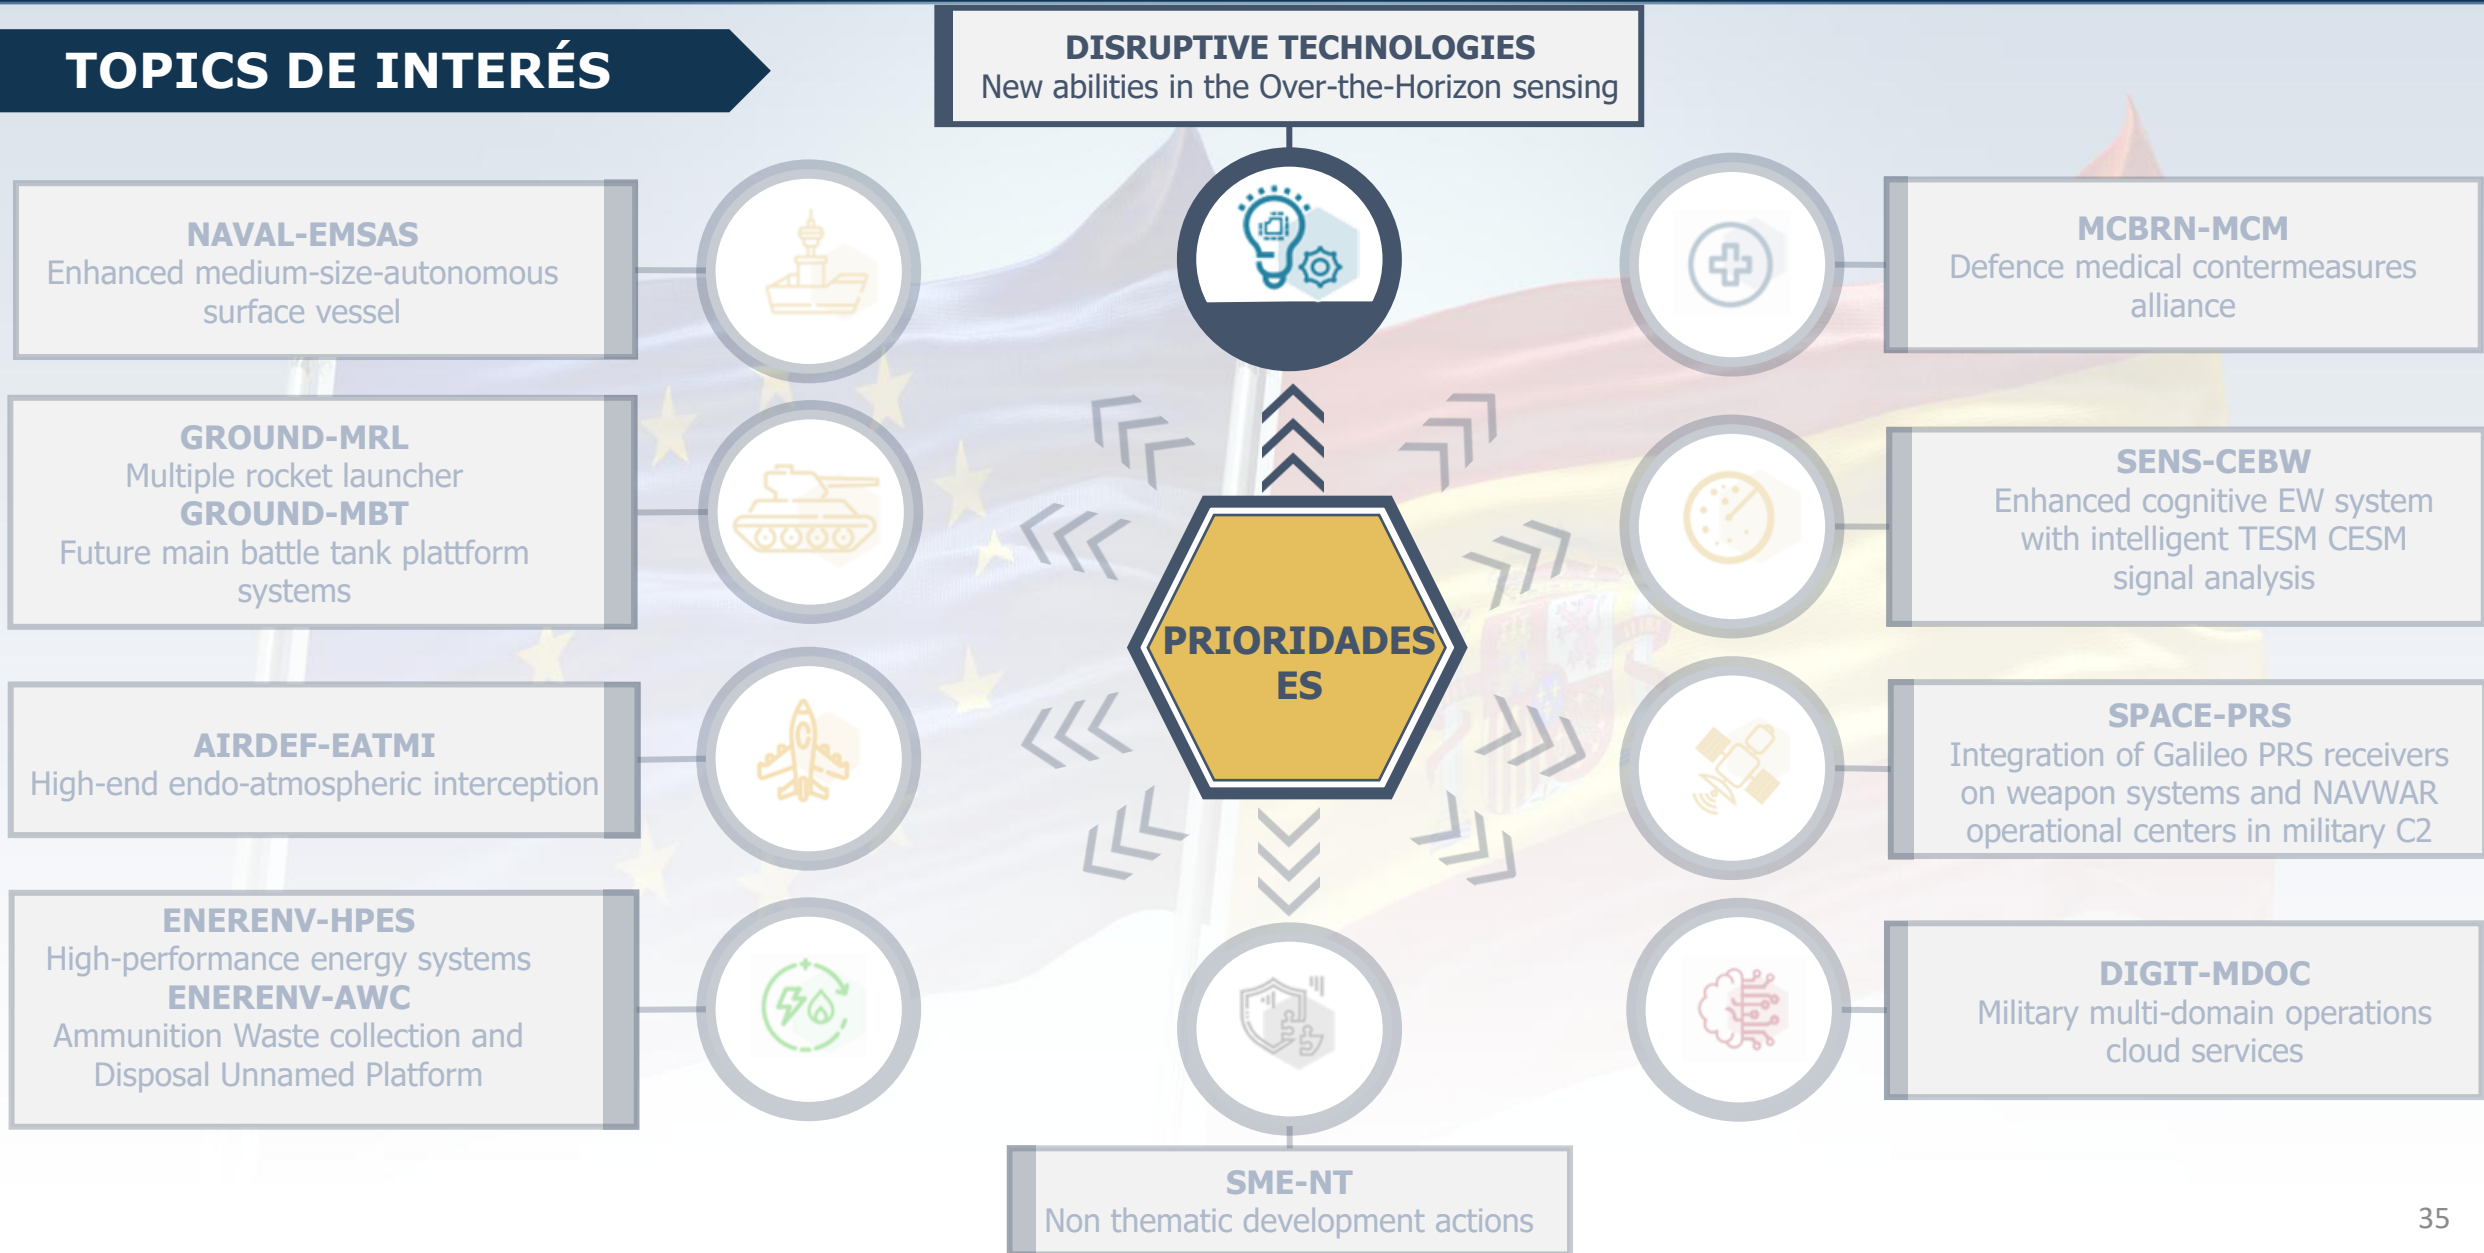 TOPICS DE INTERÉS
DISRUPTIVE TECHNOLOGIES
New abilities in the Over-the-Horizon sensing
NAVAL-EMSAS
Enhanced medium-size-autonomous
surface vessel
GROUND-MRL
Multiple rocket launcher
GROUND-MBT
Future main battle tank plattform
systems
AIRDEF-EATMI
High-end endo-atmospheric interception
ENERENV-HPES
High-performance energy systems
ENERENV-AWC
Ammunition Waste collection and
Disposal Unnamed Platform
PRIORIDADES
ES
SME-NT
Non thematic development actions
MCBRN-MCM
Defence medical contermeasures
alliance
SENS-CEBW
Enhanced cognitive EW system
with intelligent TESM CESM
signal analysis
SPACE-PRS
Integration of Galileo PRS receivers
on weapon systems and NAVWAR
operational centers in military C2
DIGIT-MDOC
Military multi-domain operations
cloud services
35